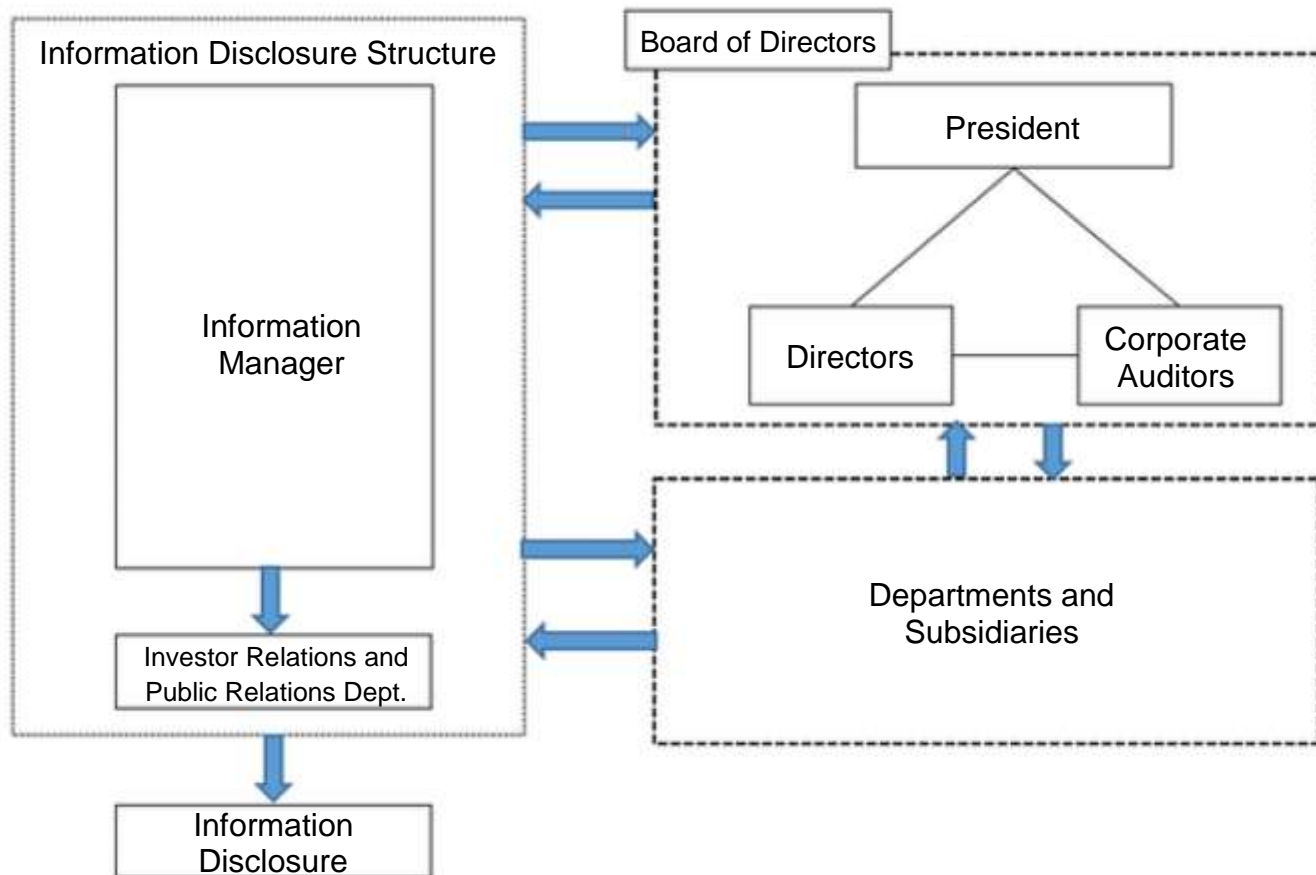 Information Disclosure Structure
Information
Manager
Investor Relations and
Public Relations Dept.
Information
Disclosure
Board of Directors
President
Directors
Corporate
Auditors
Departments and
Subsidiaries